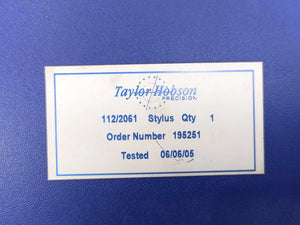 Taylor Hobson
PRECISION
112/2061 Stylus Qty 1
Order Number 195251
Tested 06/06/05